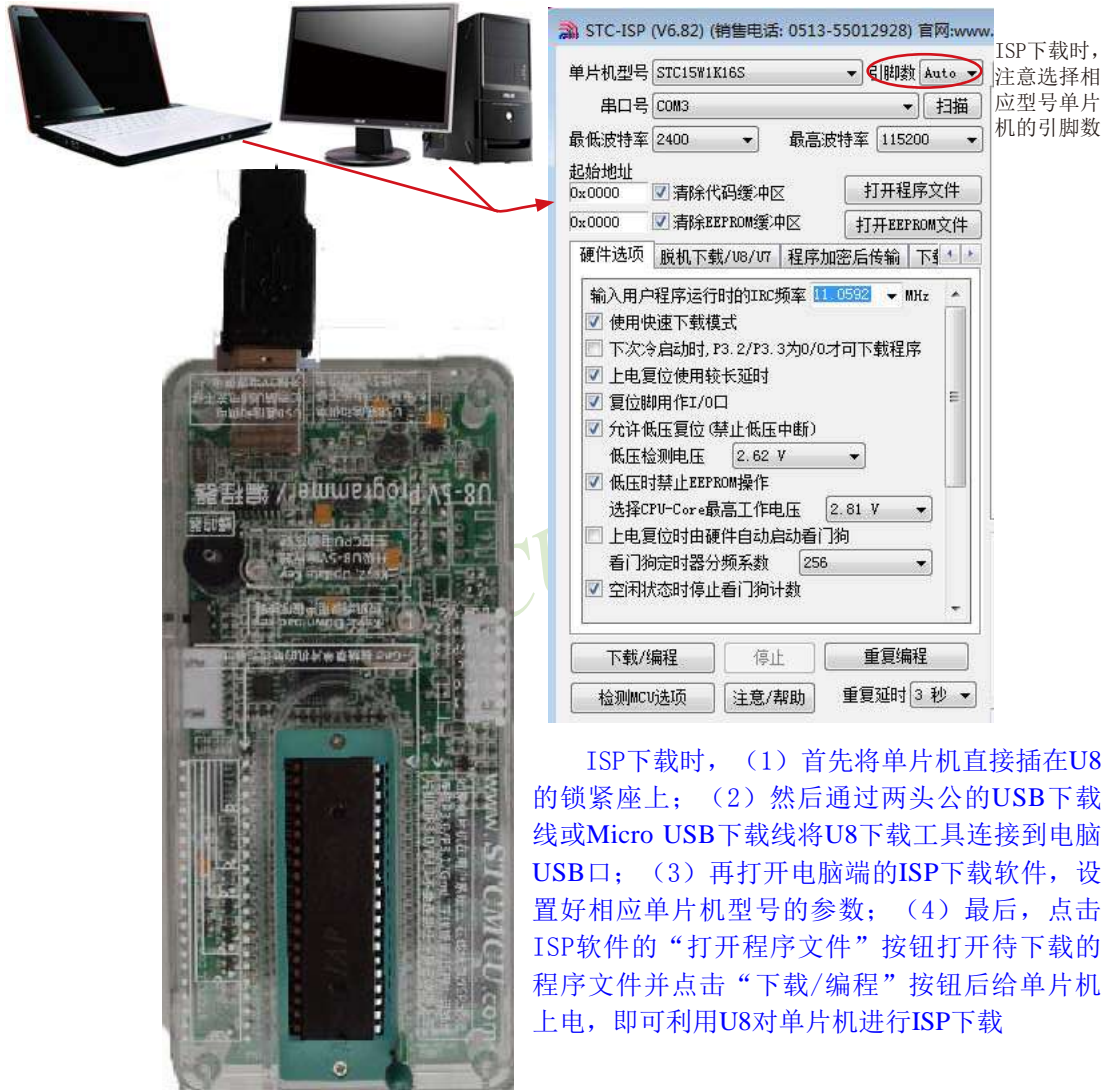 STC-ISP (V6.82) (销售电话: 0513-55012928) 官网:www.
单片机型号 STC15W1K16S 引脚数 Auto
串口号 COM3 扫描
最低波特率 2400 最高波特率 115200
起始地址
0x0000 清除代码缓冲区 打开程序文件
0x0000 清除EEPROM缓冲区 打开EEPROM文件
硬件选项 脱机下载/U8/U7 程序加密后传输
输入用户程序运行时的IRC频率 11.0592 MHz
使用快速下载模式
下次冷启动时,P3.2/P3.3为0/0才可下载程序
上电复位使用较长延时
复位脚用作I/O口
允许低压复位(禁止低压中断)
低压检测电压 2.62 V
低压时禁止EEPROM操作
选择CPU-Core最高工作电压 2.81 V
上电复位时由硬件自动启动看门狗
看门狗定时器分频系数 256
空闲状态时停止看门狗计数
下载/编程 停止 重复编程
检测MCU选项 注意/帮助 重复延时 3 秒
ISP下载时，
注意选择相
应型号单片
机的引脚数
U8-5V Programmer / 编程器
www.STCMCU.com
ISP下载时，（1）首先将单片机直接插在U8
的锁紧座上；（2）然后通过两头公的USB下载
线或Micro USB下载线将U8下载工具连接到电脑
USB口；（3）再打开电脑端的ISP下载软件，设
置好相应单片机型号的参数；（4）最后，点击
ISP软件的“打开程序文件”按钮打开待下载的
程序文件并点击“下载/编程”按钮后给单片机
上电，即可利用U8对单片机进行ISP下载